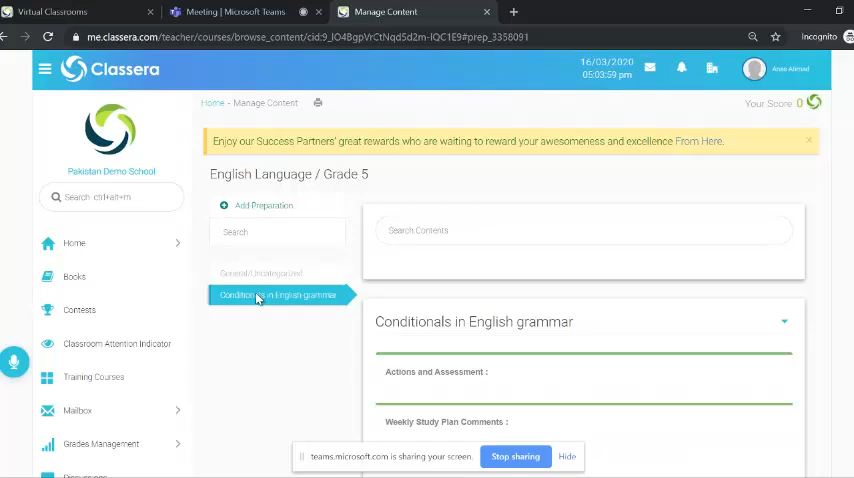 Virtual Classrooms
Meeting | Microsoft Teams
Manage Content
me.classera.com/teacher/courses/browse_content/cid:9_lO4BgpVrCtNqd5d2m-IQC1E9#prep_3358091
Incognito
Classera
16/03/2020
05:03:59 pm
Anas Ahmad
Home - Manage Content
Your Score: 0
Enjoy our Success Partners' great rewards who are waiting to reward your awesomeness and excellence From Here.
Pakistan Demo School
Search ctrl+alt+m
Home
Books
Contests
Classroom Attention Indicator
Training Courses
Mailbox
Grades Management
Discussions
English Language / Grade 5
Add Preparation
Search
General/Uncategorized
Conditionals in English grammar
Search Contents
Conditionals in English grammar
Actions and Assessment :
Weekly Study Plan Comments :
teams.microsoft.com is sharing your screen.
Stop sharing
Hide